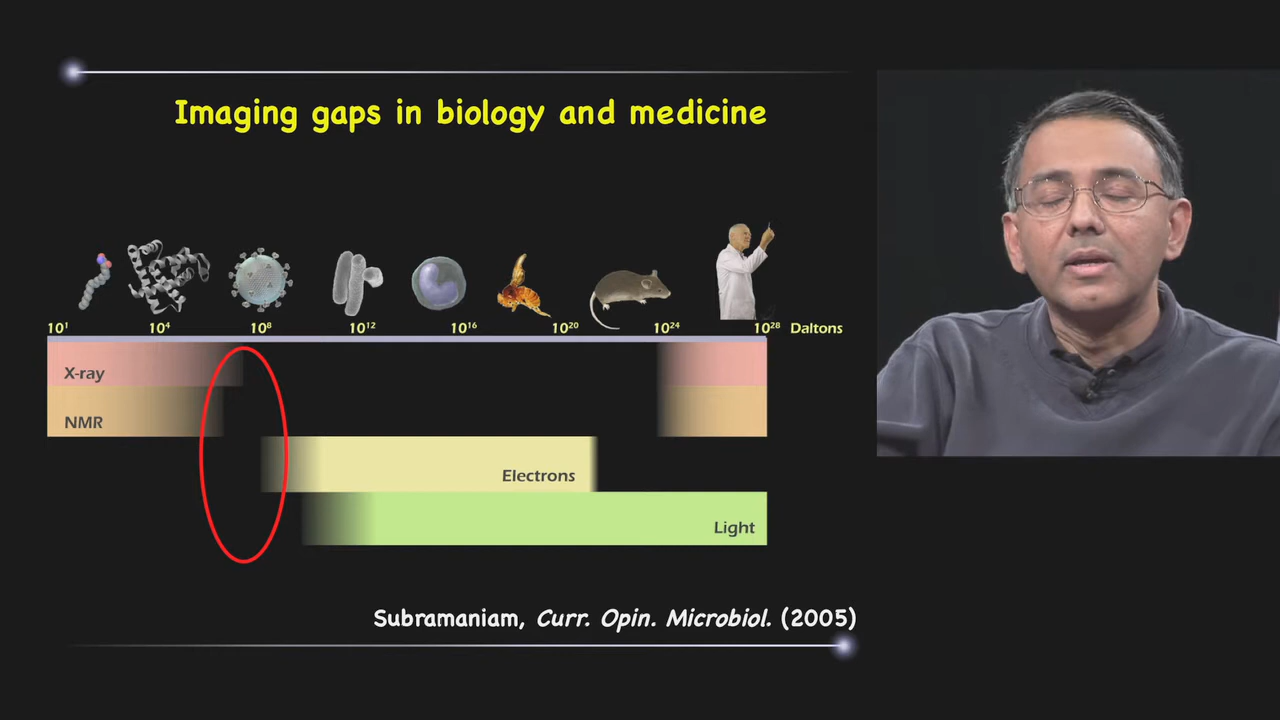 Imaging gaps in biology and medicine
10¹ 10⁴ 10⁸ 10¹² 10¹⁶ 10²⁰ 10²⁴ 10²⁸ Daltons
X-ray
NMR
Electrons
Light
Subramaniam, Curr. Opin. Microbiol. (2005)